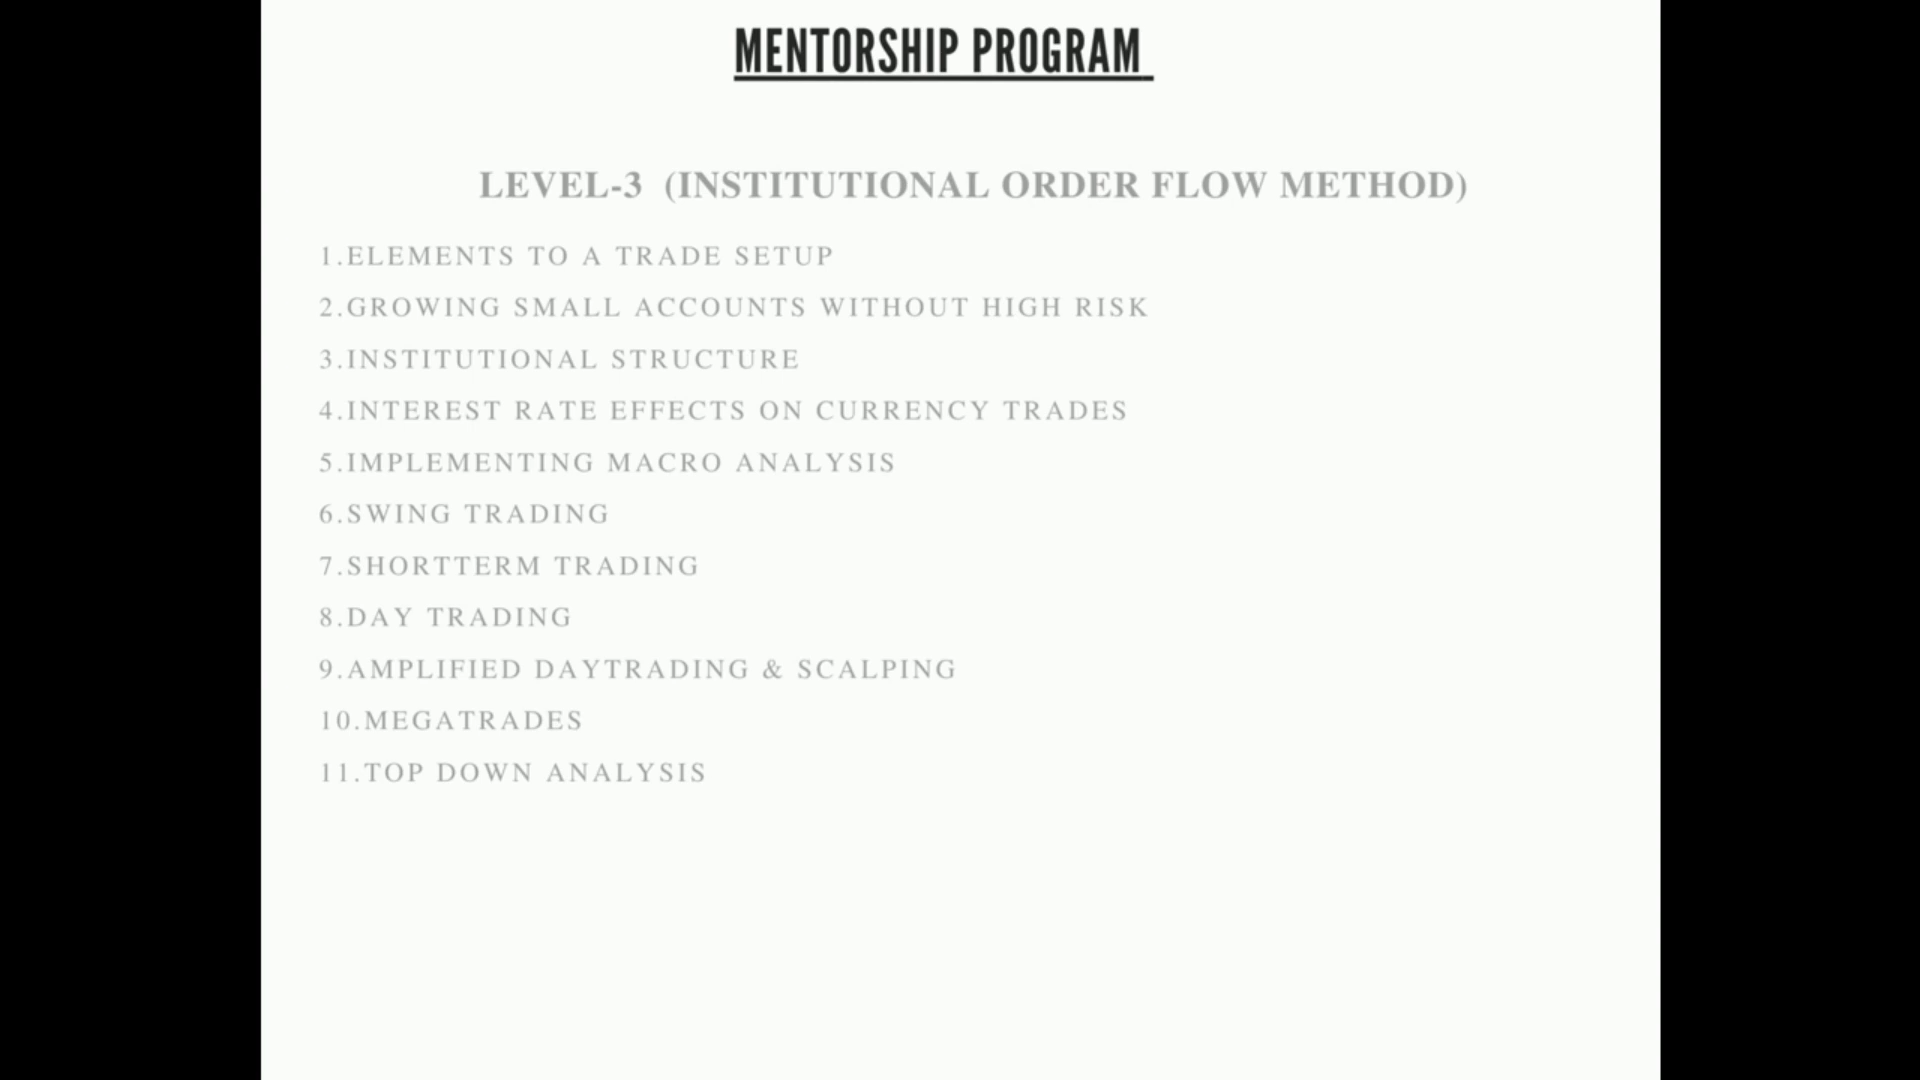 MENTORSHIP PROGRAM
LEVEL-3 (INSTITUTIONAL ORDER FLOW METHOD)
1.ELEMENTS TO A TRADE SETUP
2.GROWING SMALL ACCOUNTS WITHOUT HIGH RISK
3.INSTITUTIONAL STRUCTURE
4.INTEREST RATE EFFECTS ON CURRENCY TRADES
5.IMPLEMENTING MACRO ANALYSIS
6.SWING TRADING
7.SHORTTERM TRADING
8.DAY TRADING
9.AMPLIFIED DAYTRADING & SCALPING
10.MEGATRADES
11.TOP DOWN ANALYSIS